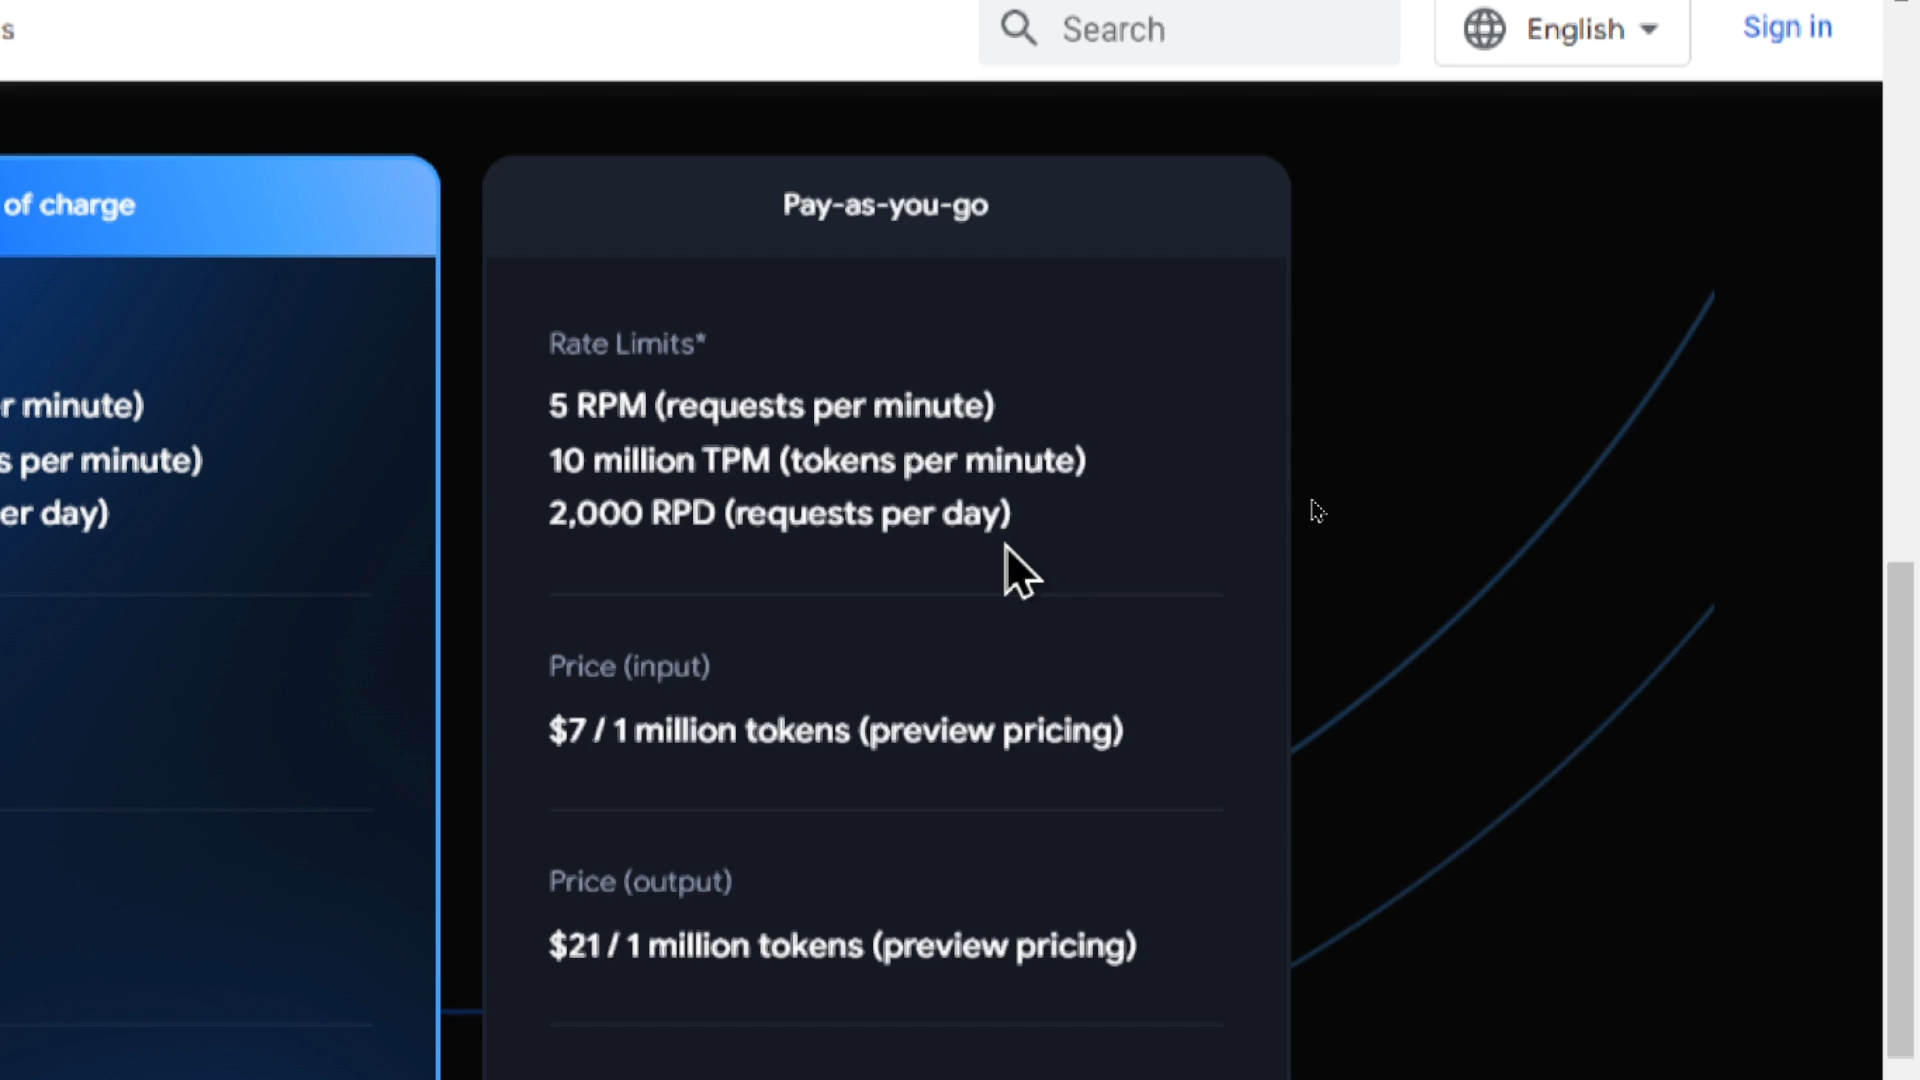 s
Search
English
Sign in
of charge
r minute)
s per minute)
er day)
Pay-as-you-go
Rate Limits*
5 RPM (requests per minute)
10 million TPM (tokens per minute)
2,000 RPD (requests per day)
Price (input)
$7 / 1 million tokens (preview pricing)
Price (output)
$21 / 1 million tokens (preview pricing)